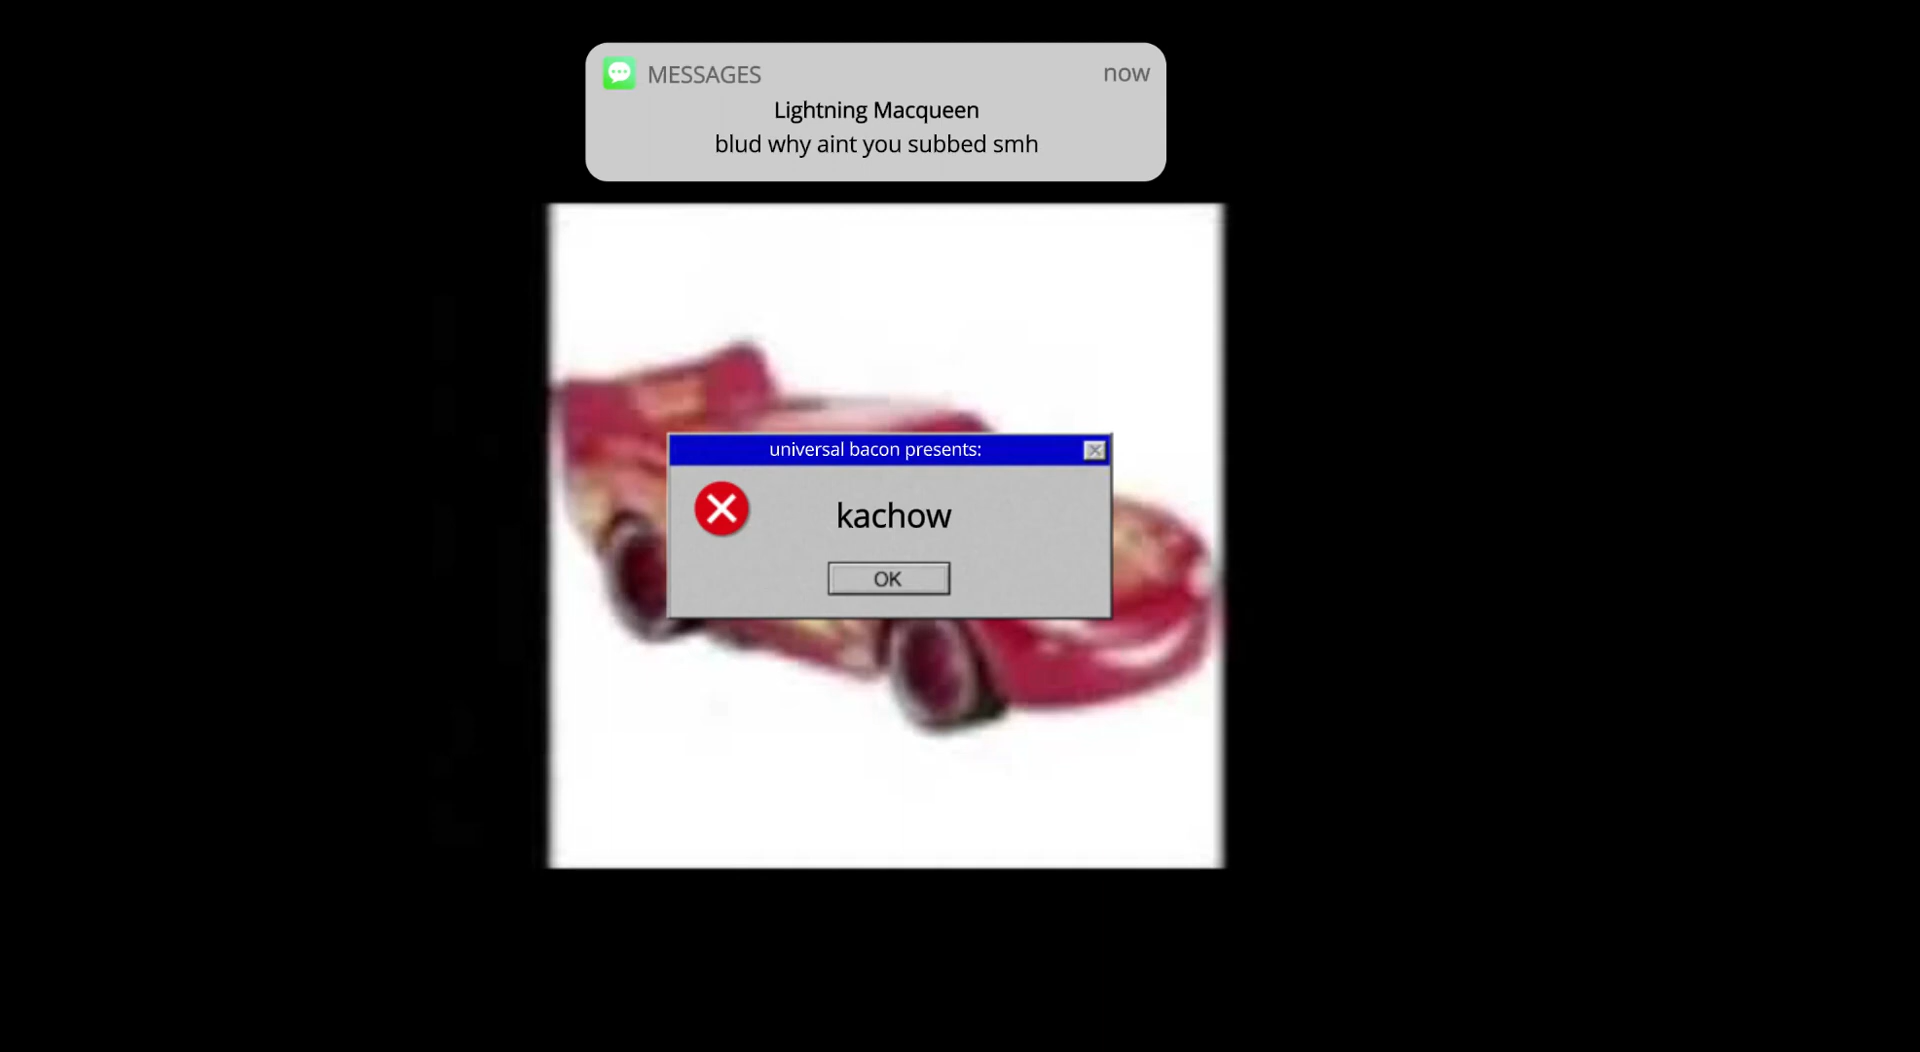 MESSAGES now
Lightning Macqueen
blud why aint you subbed smh
universal bacon presents:
kachow
OK